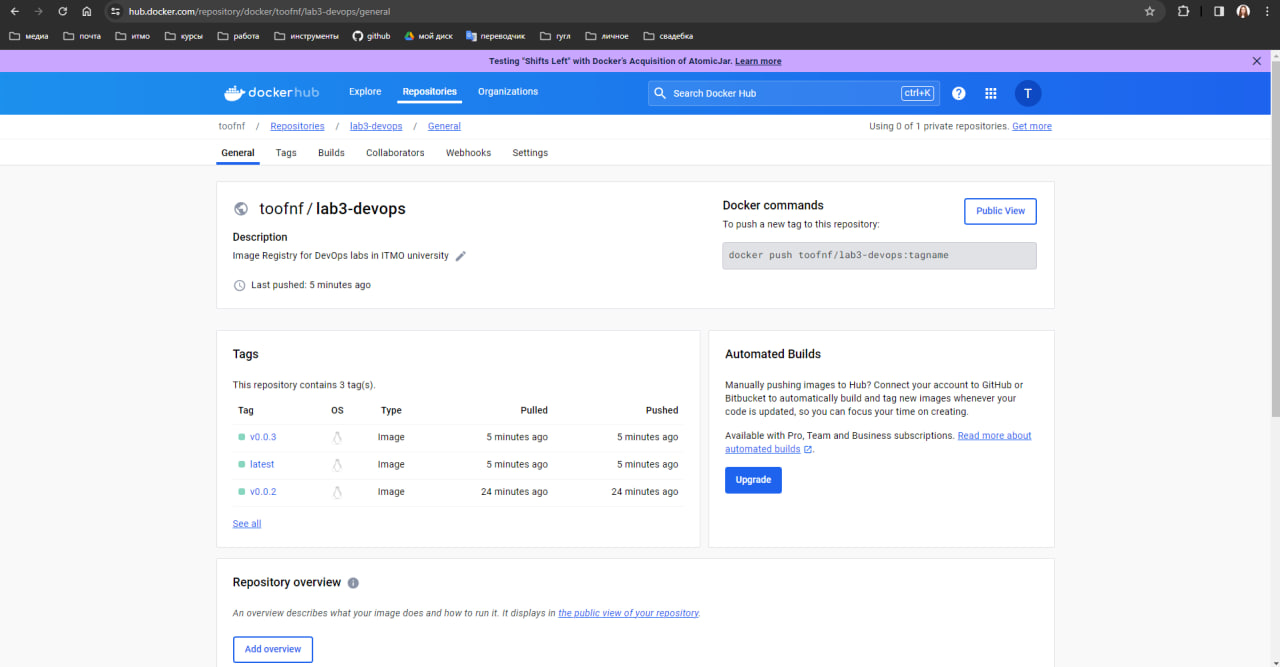 hub.docker.com/repository/docker/toofnf/lab3-devops/general
медиа почта итмо курсы работа инструменты github мой диск переводчик гугл личное свадебка
Testing "Shifts Left" with Docker's Acquisition of AtomicJar. Learn more
dockerhub Explore Repositories Organizations Search Docker Hub ctrl+K ? T
toofnf / Repositories / lab3-devops / General Using 0 of 1 private repositories. Get more
General Tags Builds Collaborators Webhooks Settings
toofnf / lab3-devops
Description
Image Registry for DevOps labs in ITMO university
Last pushed: 5 minutes ago
Docker commands
Public View
To push a new tag to this repository:
docker push toofnf/lab3-devops:tagname
Tags
This repository contains 3 tag(s).
Tag OS Type Pulled Pushed
v0.0.3 Image 5 minutes ago 5 minutes ago
latest Image 5 minutes ago 5 minutes ago
v0.0.2 Image 24 minutes ago 24 minutes ago
See all
Automated Builds
Manually pushing images to Hub? Connect your account to GitHub or
Bitbucket to automatically build and tag new images whenever your
code is updated, so you can focus your time on creating.
Available with Pro, Team and Business subscriptions. Read more about
automated builds.
Upgrade
Repository overview
An overview describes what your image does and how to run it. It displays in the public view of your repository.
Add overview